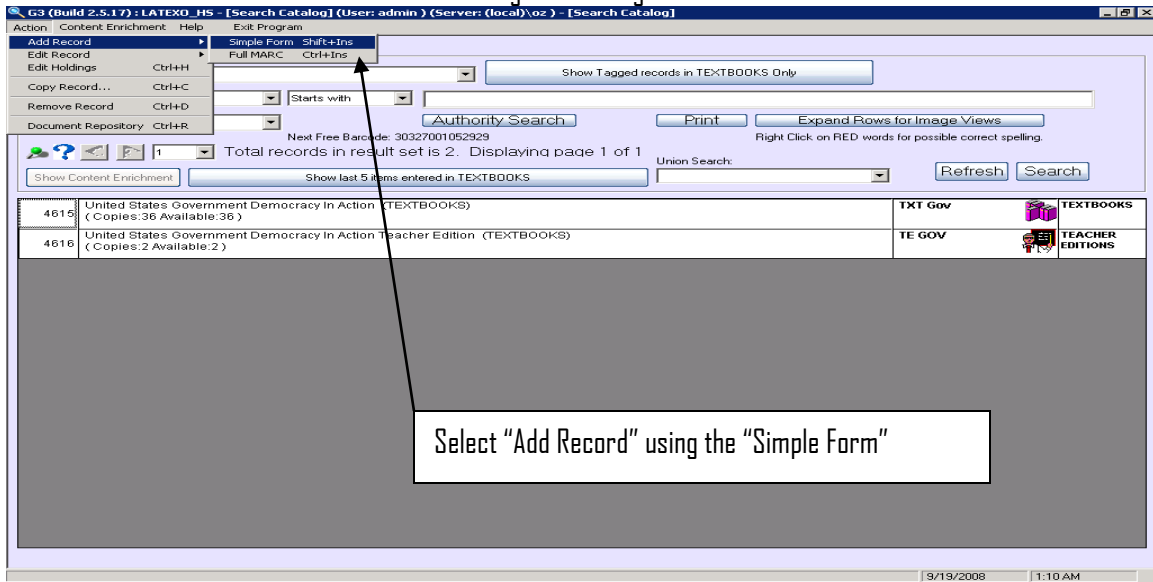 G3 (Build 2.5.17) : LATEXO_HS - [Search Catalog] (User: admin ) (Server: (local)\oz ) - [Search Catalog]
Action Content Enrichment Help Exit Program
Add Record Simple Form Shift+Ins
Edit Record Full MARC Ctrl+Ins
Edit Holdings Ctrl+H
Show Tagged records in TEXTBOOKS Only
Copy Record... Ctrl+C
Starts with
Remove Record Ctrl+D
Document Repository Ctrl+R
Authority Search Print Expand Rows for Image Views
Next Free Barcode: 30327001052929 Right Click on RED words for possible correct spelling.
1 Total records in result set is 2. Displaying page 1 of 1
Union Search:
Show Content Enrichment Show last 5 items entered in TEXTBOOKS Refresh Search
4615 United States Government Democracy In Action (TEXTBOOKS) TXT Gov TEXTBOOKS
( Copies:36 Available:36 )
4616 United States Government Democracy In Action Teacher Edition (TEXTBOOKS) TE GOV TEACHER EDITIONS
( Copies:2 Available:2 )
Select "Add Record" using the "Simple Form"
9/19/2008 1:10 AM